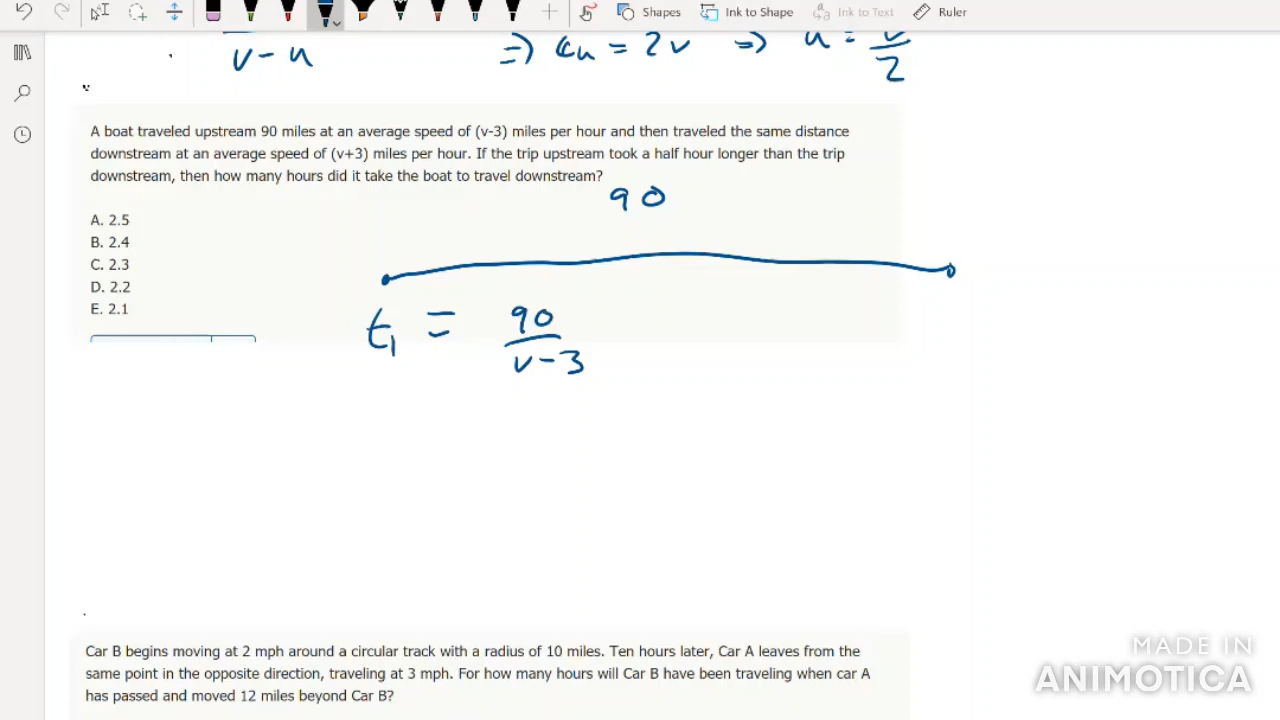 Shapes Ink to Shape Ink to Text Ruler
v - u => 4u = 2v => u = v/2
A boat traveled upstream 90 miles at an average speed of (v-3) miles per hour and then traveled the same distance
downstream at an average speed of (v+3) miles per hour. If the trip upstream took a half hour longer than the trip
downstream, then how many hours did it take the boat to travel downstream?
90
A. 2.5
B. 2.4
C. 2.3
D. 2.2
E. 2.1
t1 = 90
v-3
Car B begins moving at 2 mph around a circular track with a radius of 10 miles. Ten hours later, Car A leaves from the
same point in the opposite direction, traveling at 3 mph. For how many hours will Car B have been traveling when car A
has passed and moved 12 miles beyond Car B?
MADE IN
ANIMOTICA